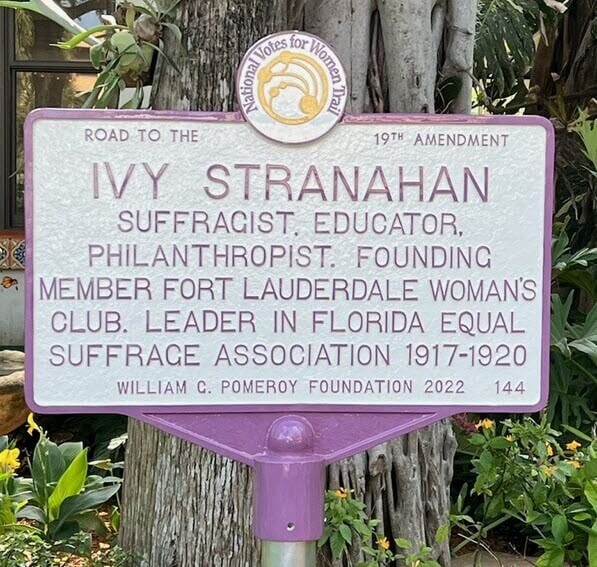 National Votes for Women Trail
ROAD TO THE 19TH AMENDMENT
IVY STRANAHAN
SUFFRAGIST, EDUCATOR,
PHILANTHROPIST. FOUNDING
MEMBER FORT LAUDERDALE WOMAN'S
CLUB. LEADER IN FLORIDA EQUAL
SUFFRAGE ASSOCIATION 1917-1920
WILLIAM G. POMEROY FOUNDATION 2022 144